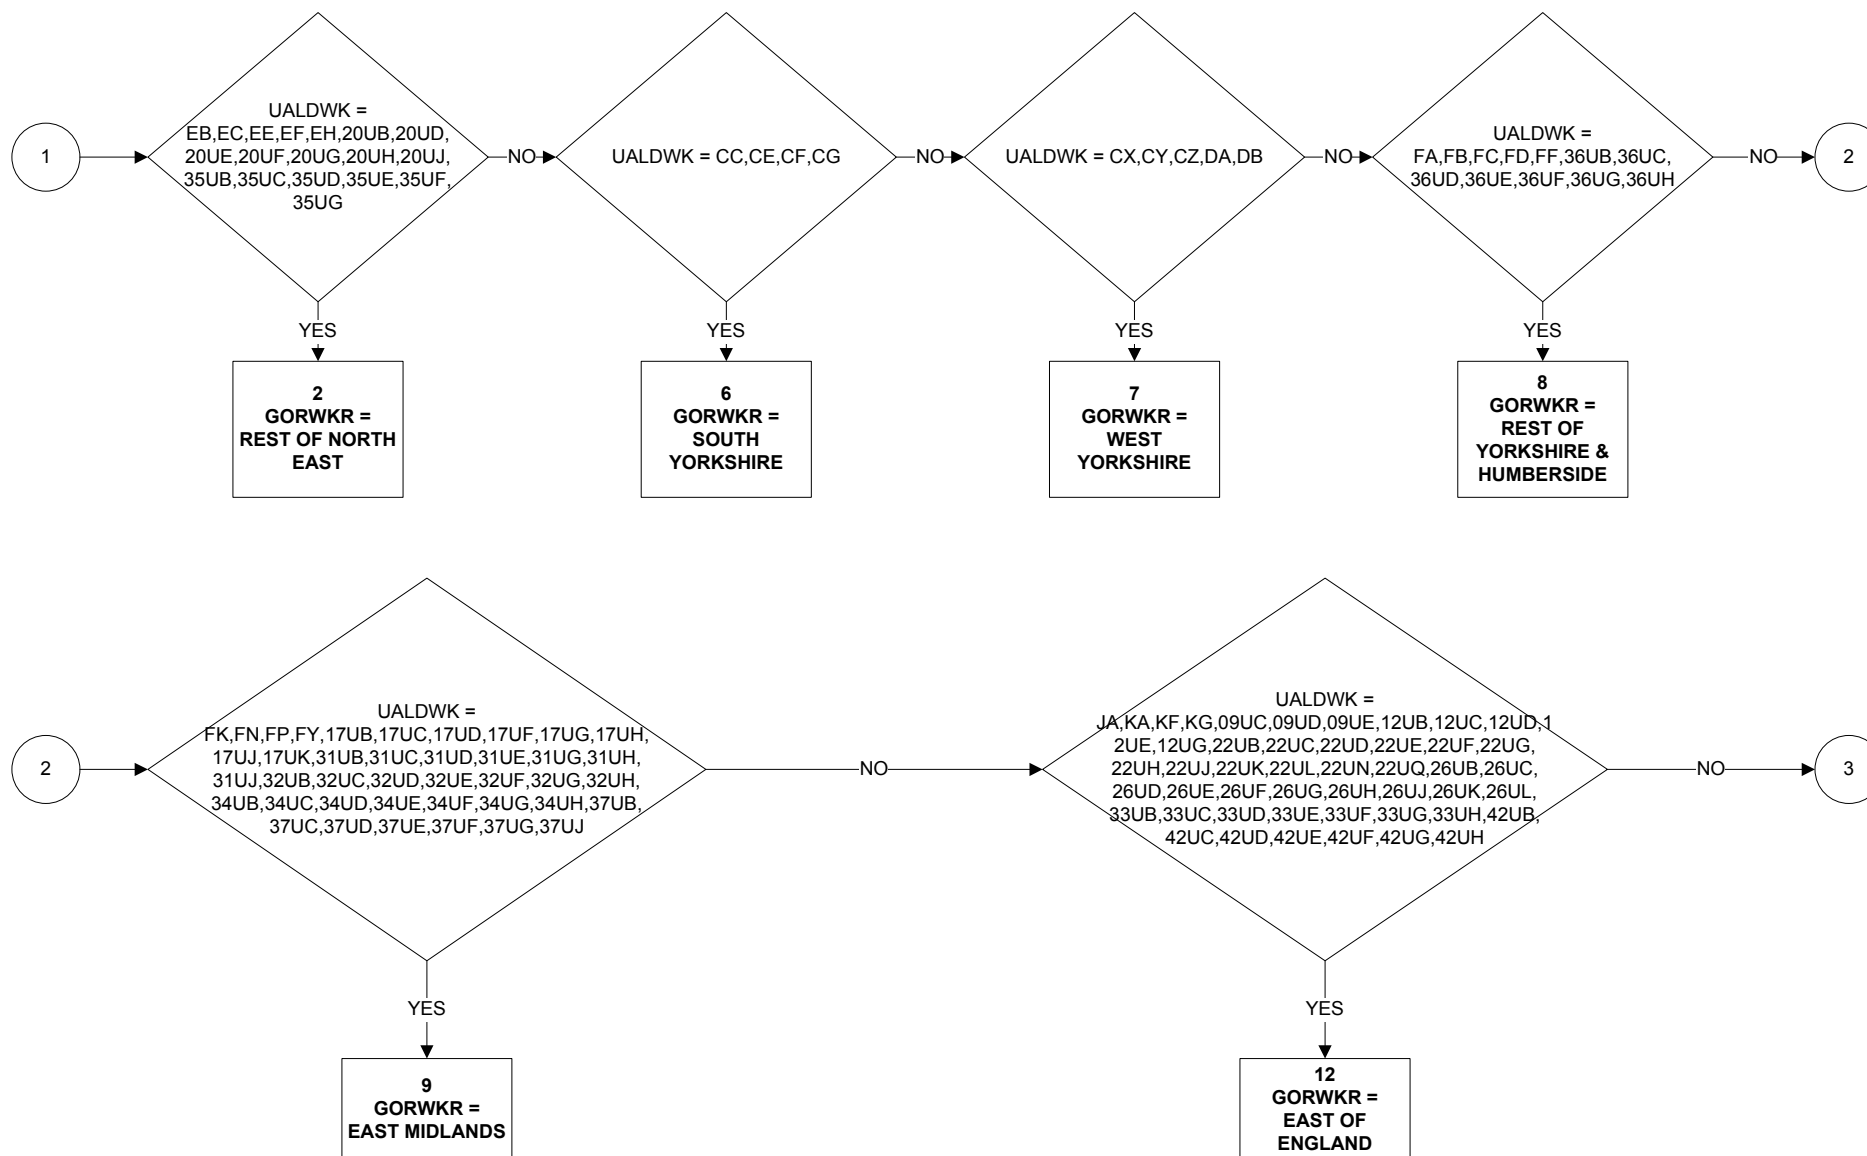 1
UALDWK =
EB,EC,EE,EF,EH,20UB,20UD,
20UE,20UF,20UG,20UH,20UJ,
35UB,35UC,35UD,35UE,35UF,
35UG
NO
UALDWK = CC,CE,CF,CG
NO
UALDWK = CX,CY,CZ,DA,DB
NO
UALDWK =
FA,FB,FC,FD,FF,36UB,36UC,
36UD,36UE,36UF,36UG,36UH
NO
2
YES
YES
YES
YES
2
GORWKR =
REST OF NORTH
EAST
6
GORWKR =
SOUTH
YORKSHIRE
7
GORWKR =
WEST
YORKSHIRE
8
GORWKR =
REST OF
YORKSHIRE &
HUMBERSIDE
2
UALDWK =
FK,FN,FP,FY,17UB,17UC,17UD,17UF,17UG,17UH,
17UJ,17UK,31UB,31UC,31UD,31UE,31UG,31UH,
31UJ,32UB,32UC,32UD,32UE,32UF,32UG,32UH,
34UB,34UC,34UD,34UE,34UF,34UG,34UH,37UB,
37UC,37UD,37UE,37UF,37UG,37UJ
NO
UALDWK =
JA,KA,KF,KG,09UC,09UD,09UE,12UB,12UC,12UD,1
2UE,12UG,22UB,22UC,22UD,22UE,22UF,22UG,
22UH,22UJ,22UK,22UL,22UN,22UQ,26UB,26UC,
26UD,26UE,26UF,26UG,26UH,26UJ,26UK,26UL,
33UB,33UC,33UD,33UE,33UF,33UG,33UH,42UB,
42UC,42UD,42UE,42UF,42UG,42UH
NO
3
YES
YES
9
GORWKR =
EAST MIDLANDS
12
GORWKR =
EAST OF
ENGLAND